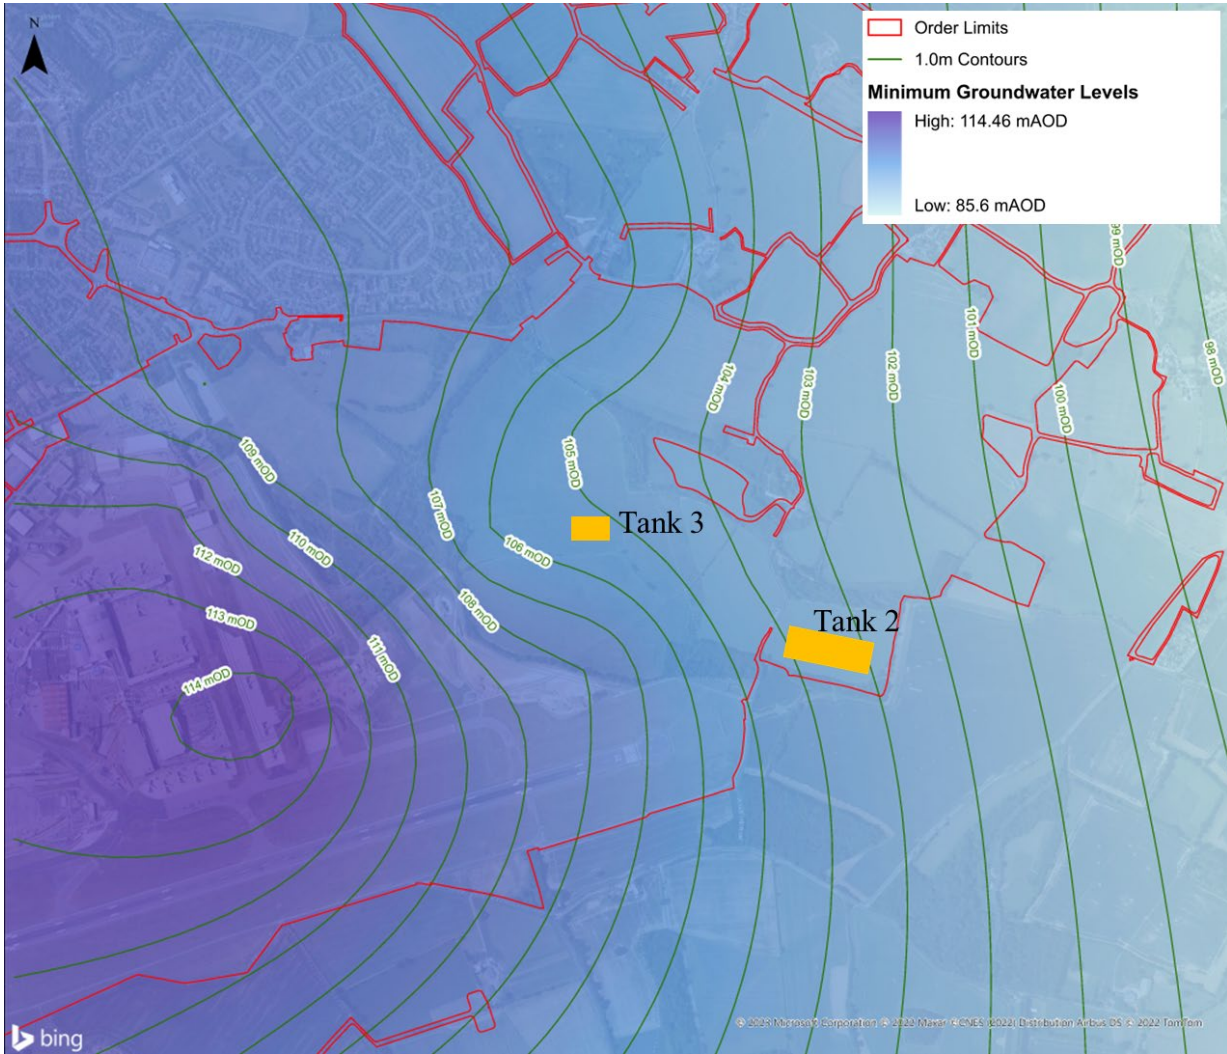 N
Order Limits
1.0m Contours
Minimum Groundwater Levels
High: 114.46 mAOD
Low: 85.6 mAOD
99 mOD
101 mOD
98 mOD
104 mOD
103 mOD
102 mOD
100 mOD
109 mOD
105 mOD
107 mOD
Tank 3
110 mOD
106 mOD
112 mOD
108 mOD
113 mOD
Tank 2
111 mOD
114 mOD
© 2023 Microsoft Corporation © 2022 Maxar ©CNES (2022) Distribution Airbus DS © 2022 TomTom
bing